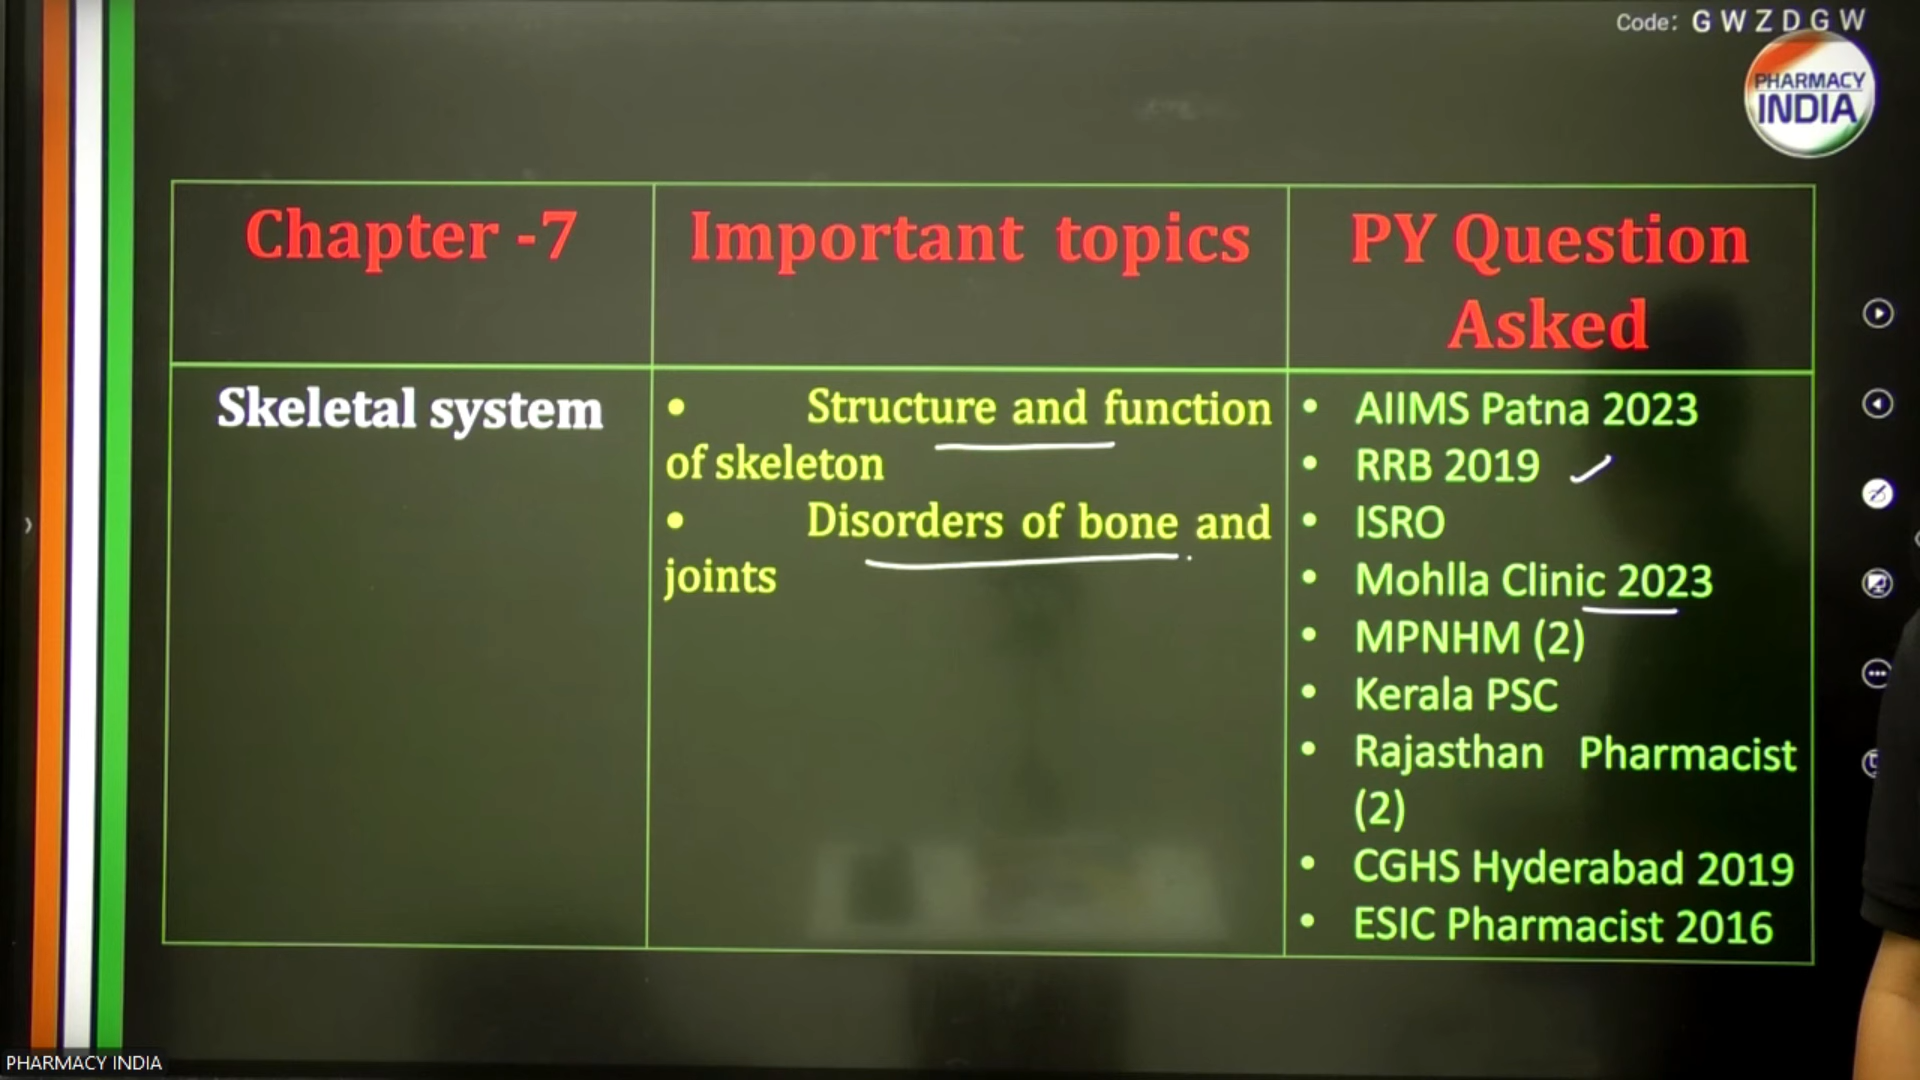 Code: G W Z D G W
PHARMACY
INDIA
Chapter -7
Important topics
PY Question
Asked
Skeletal system
• Structure and function
of skeleton
• Disorders of bone and
joints
• AIIMS Patna 2023
• RRB 2019
• ISRO
• Mohlla Clinic 2023
• MPNHM (2)
• Kerala PSC
• Rajasthan Pharmacist
(2)
• CGHS Hyderabad 2019
• ESIC Pharmacist 2016
PHARMACY INDIA